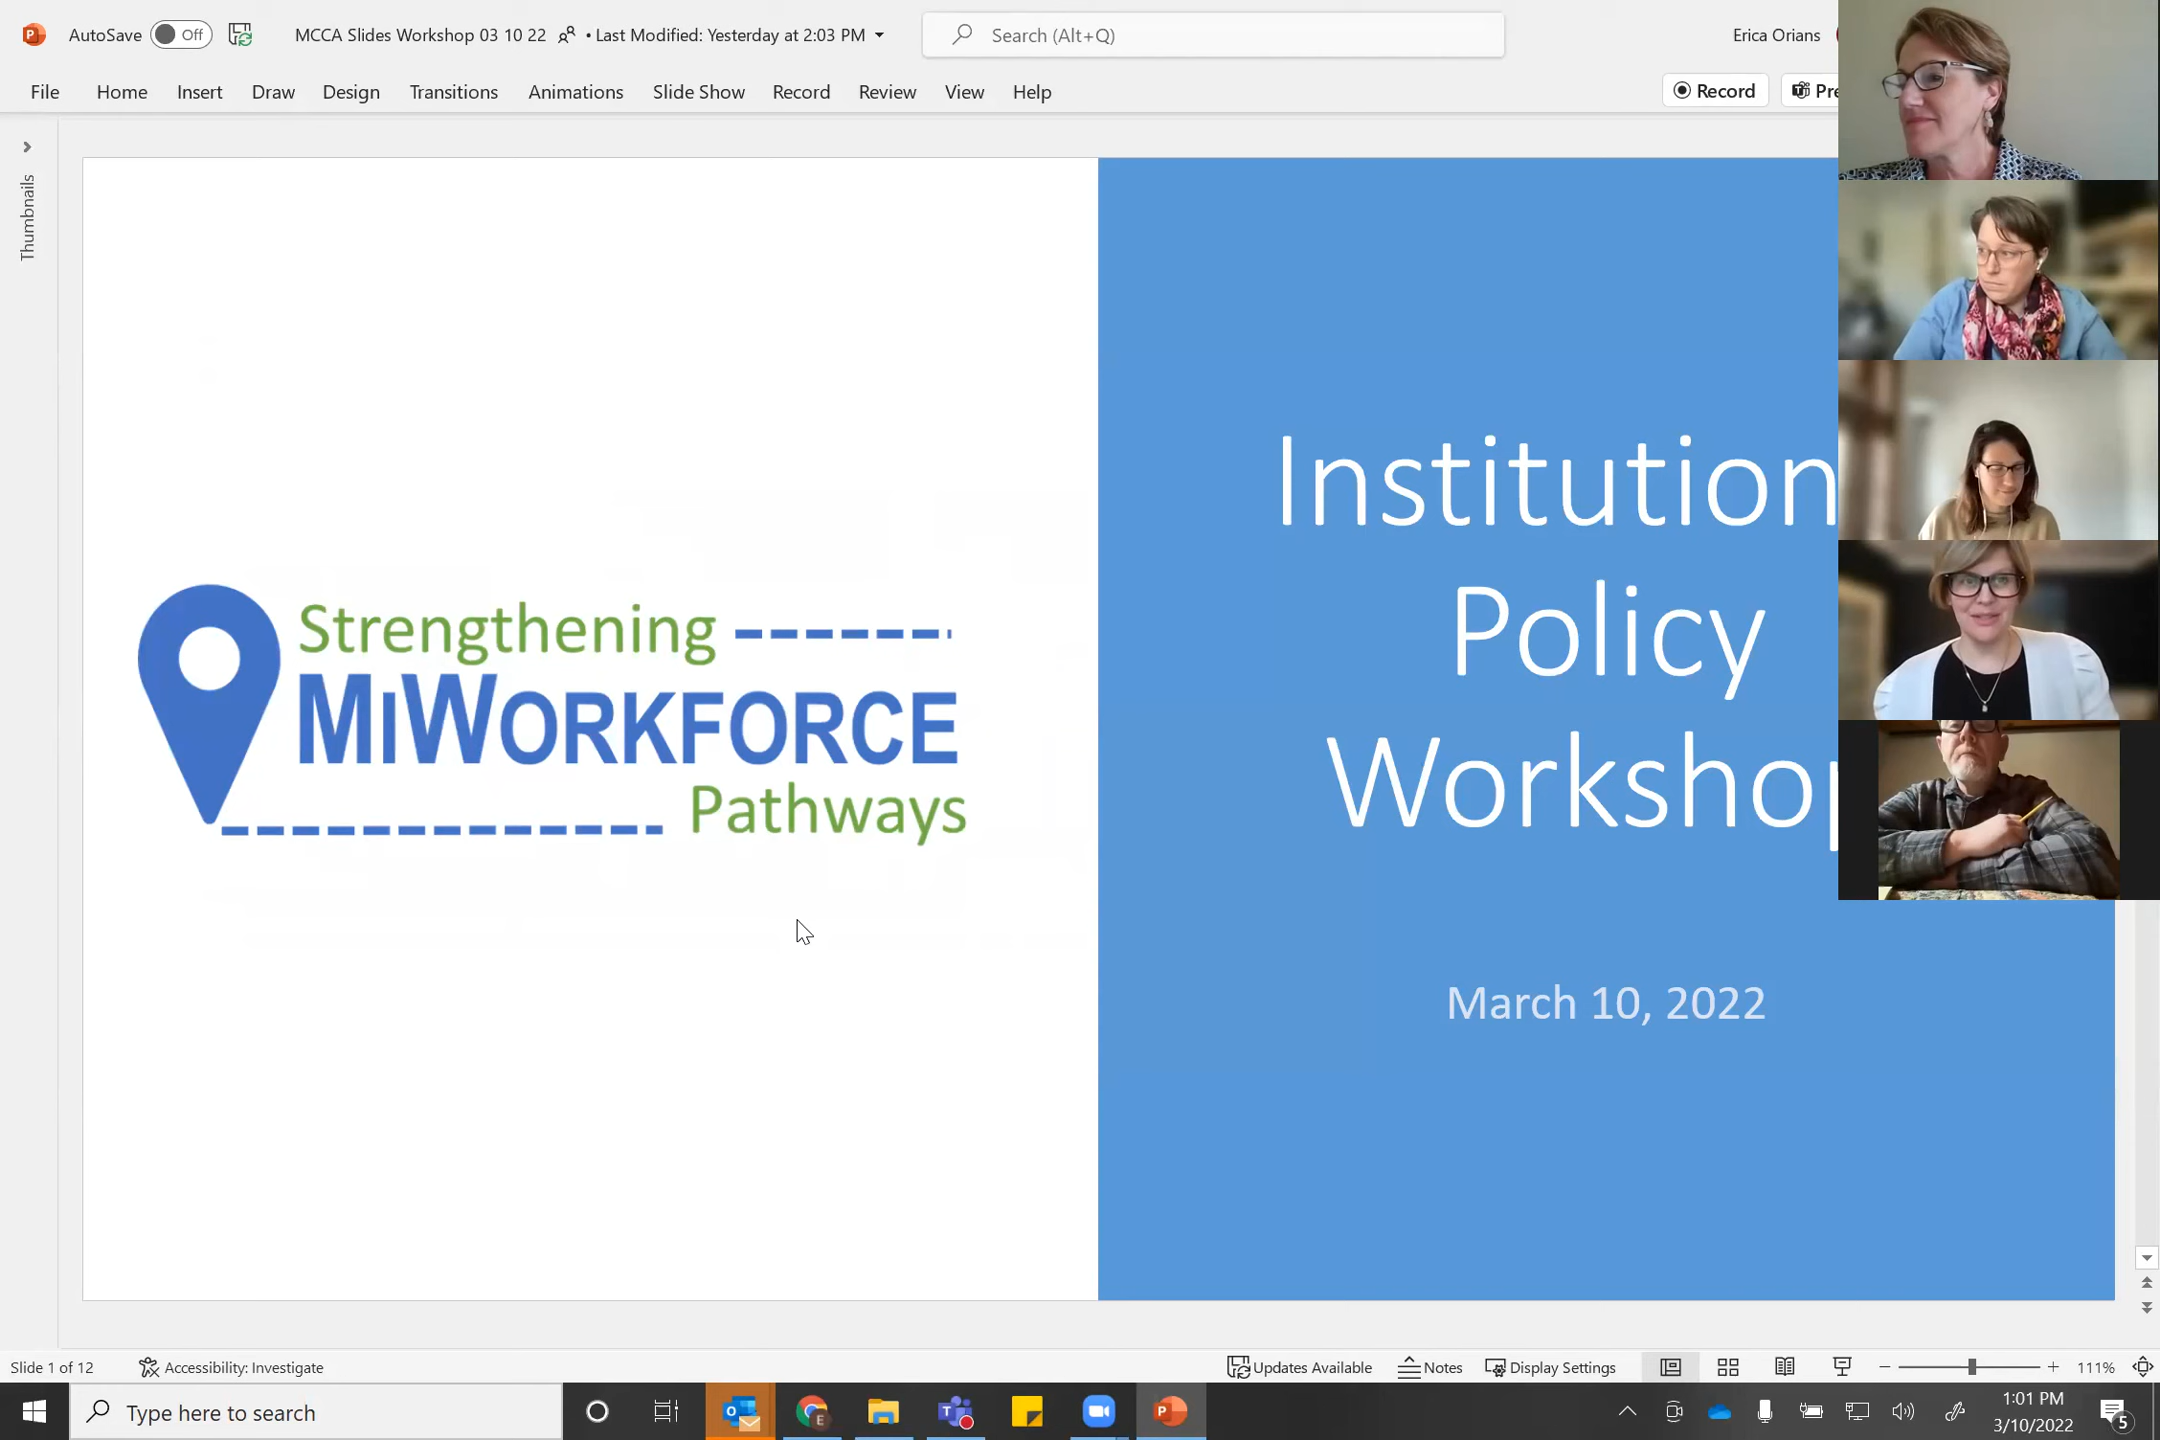 AutoSave Off MCCA Slides Workshop 03 10 22 • Last Modified: Yesterday at 2:03 PM Search (Alt+Q) Erica Orians
File Home Insert Draw Design Transitions Animations Slide Show Record Review View Help Record Pre
Thumbnails
Strengthening
MIWORKFORCE
Pathways
Institution
Policy
Workshop
March 10, 2022
Slide 1 of 12 Accessibility: Investigate Updates Available Notes Display Settings 111%
Type here to search
1:01 PM
3/10/2022
5